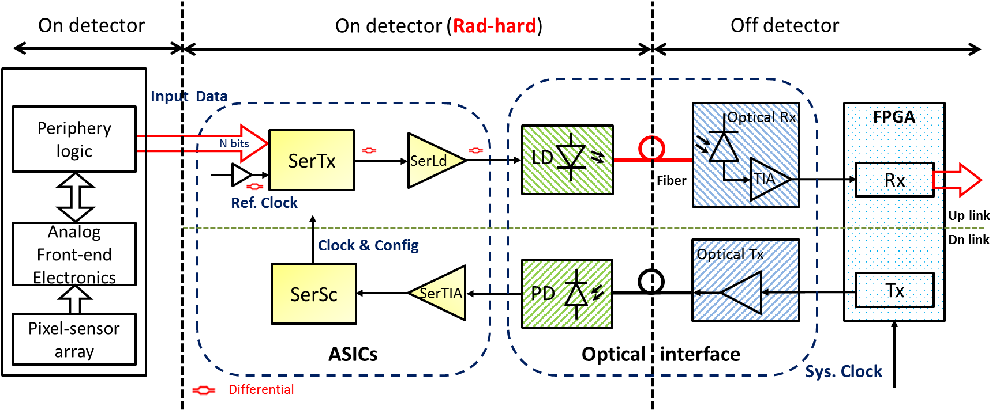 On detector
On detector (Rad-hard)
Off detector
Input Data
Periphery
logic
N bits
SerTx
SerLd
LD
Fiber
Optical Rx
TIA
FPGA
Rx
Ref. Clock
Up link
Dn link
Analog
Front-end
Electronics
Clock & Config
SerSc
SerTIA
PD
Optical Tx
Tx
Pixel-sensor
array
ASICs
Optical interface
Sys. Clock
Differential